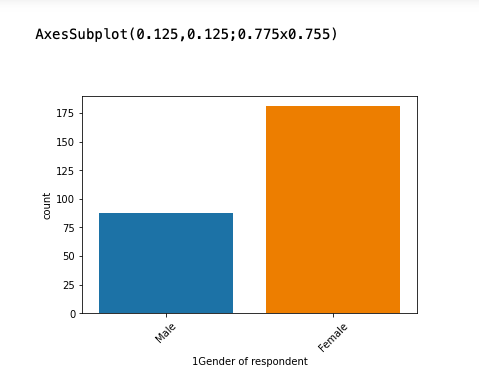 AxesSubplot(0.125,0.125;0.775x0.755)
175
150
125
100
75
50
25
0
count
Male
Female
1Gender of respondent